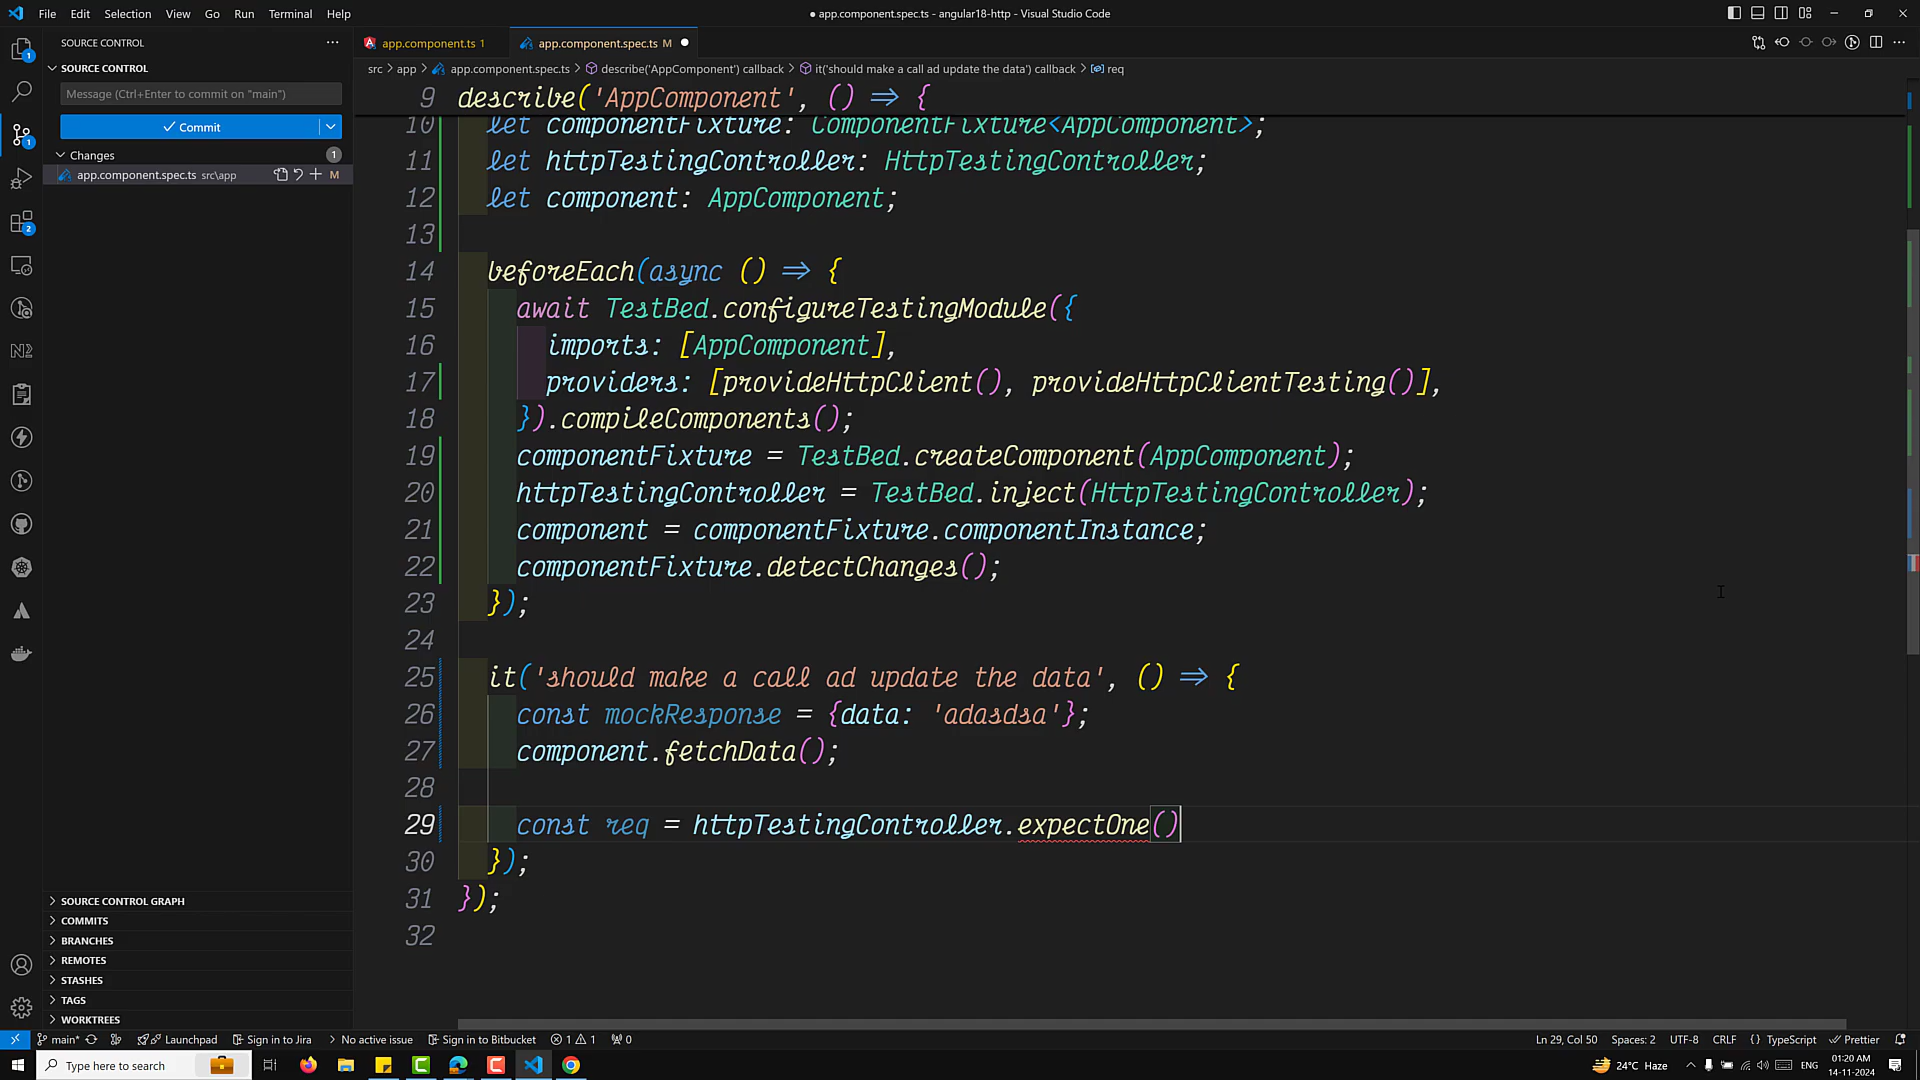 File Edit Selection View Go Run Terminal Help
● app.component.spec.ts - angular18-http - Visual Studio Code
SOURCE CONTROL
app.component.ts 1
app.component.spec.ts M
SOURCE CONTROL
src > app > app.component.spec.ts > describe('AppComponent') callback > it('should make a call ad update the data') callback > req
Message (Ctrl+Enter to commit on "main")
Commit
Changes 1
app.component.spec.ts src\app M
9 describe('AppComponent', () => {
10 let componentFixture: ComponentFixture<AppComponent>;
11 let httpTestingController: HttpTestingController;
12 let component: AppComponent;
13
14 beforeEach(async () => {
15 await TestBed.configureTestingModule({
16 imports: [AppComponent],
17 providers: [provideHttpClient(), provideHttpClientTesting()],
18 }).compileComponents();
19 componentFixture = TestBed.createComponent(AppComponent);
20 httpTestingController = TestBed.inject(HttpTestingController);
21 component = componentFixture.componentInstance;
22 componentFixture.detectChanges();
23 });
24
25 it('should make a call ad update the data', () => {
26 const mockResponse = {data: 'adasdsa'};
27 component.fetchData();
28
29 const req = httpTestingController.expectOne()
30 });
31 });
32
SOURCE CONTROL GRAPH
COMMITS
BRANCHES
REMOTES
STASHES
TAGS
WORKTREES
main* Launchpad Sign in to Jira No active issue Sign in to Bitbucket 1 1 0
Ln 29, Col 50 Spaces: 2 UTF-8 CRLF {} TypeScript Prettier
Type here to search
24°C Haze ENG 01:20 AM
14-11-2024